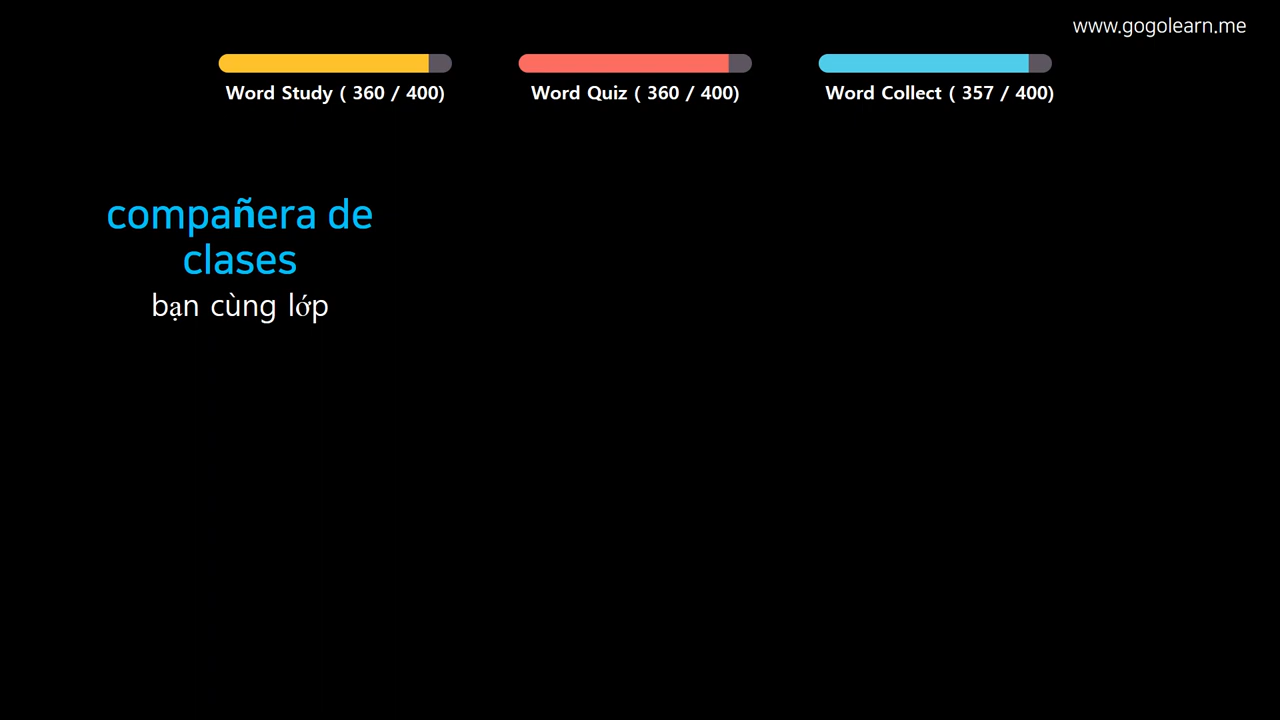 www.gogolearn.me
Word Study ( 360 / 400)
Word Quiz ( 360 / 400)
Word Collect ( 357 / 400)
compañera de
clases
bạn cùng lớp